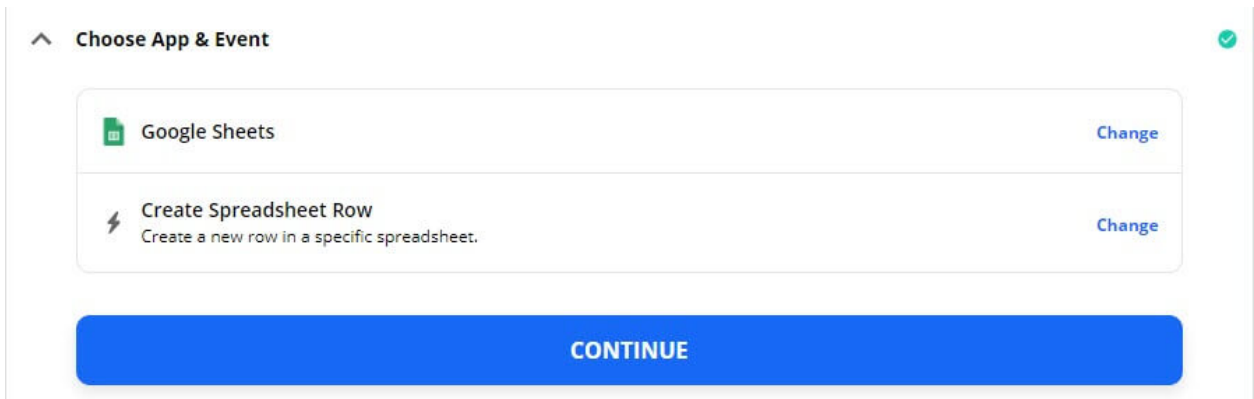 Choose App & Event
Google Sheets
Change
Create Spreadsheet Row
Create a new row in a specific spreadsheet.
Change
CONTINUE